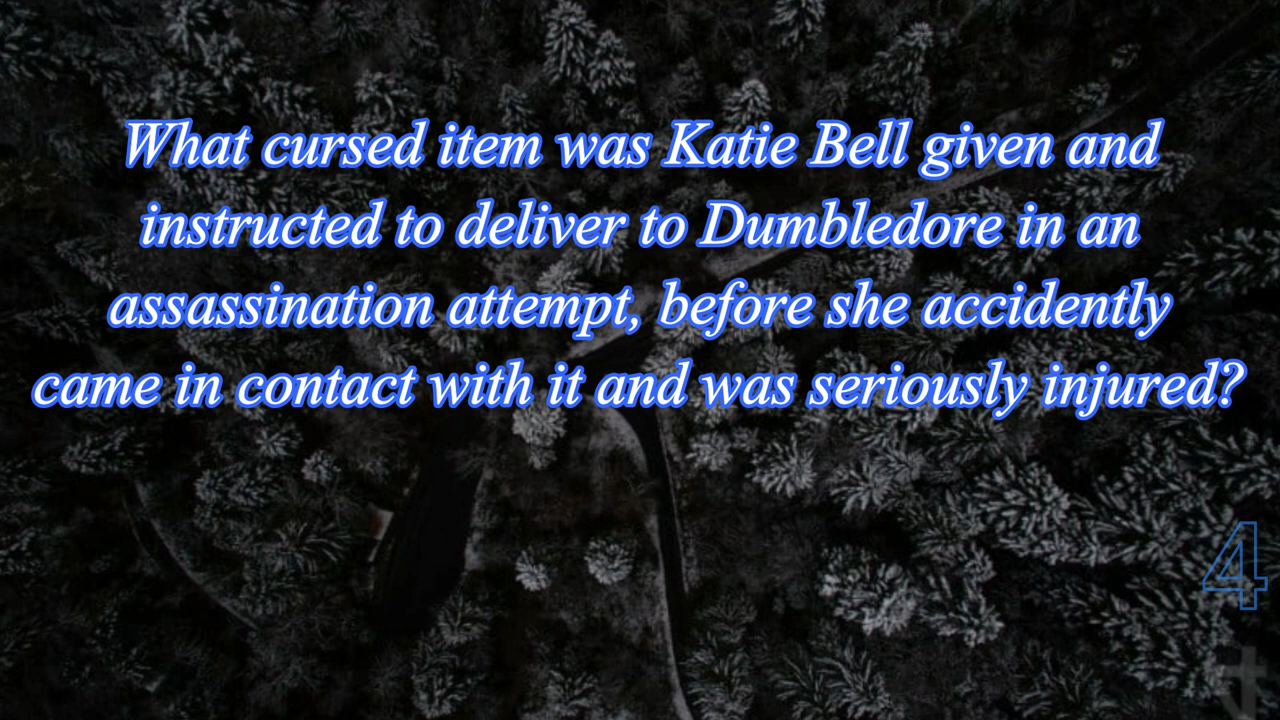 What cursed item was Katie Bell given and
instructed to deliver to Dumbledore in an
assassination attempt, before she accidently
came in contact with it and was seriously injured?
4